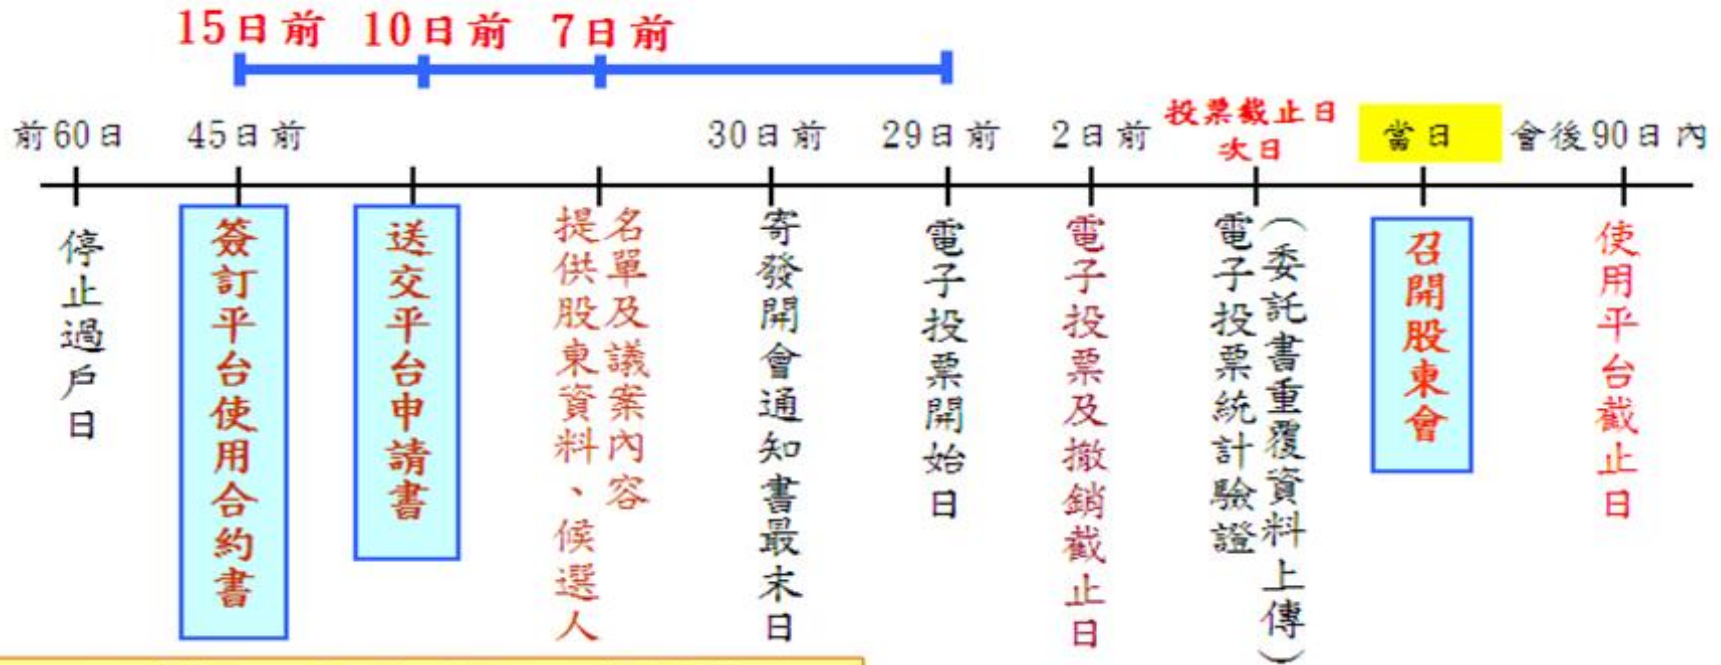 15日前 10日前 7日前
前60日 45日前 30日前 29日前 2日前 投票截止日 當日 會後90日內
次日
停止過戶日
簽訂平台使用合約書
送交平台申請書
提供股東資料、候選人
名單及議案內容
寄發開會通知書最末日
電子投票開始日
電子投票及撤銷截止日
電子投票統計驗證
(委託書重覆資料上傳)
召開股東會
使用平台截止日